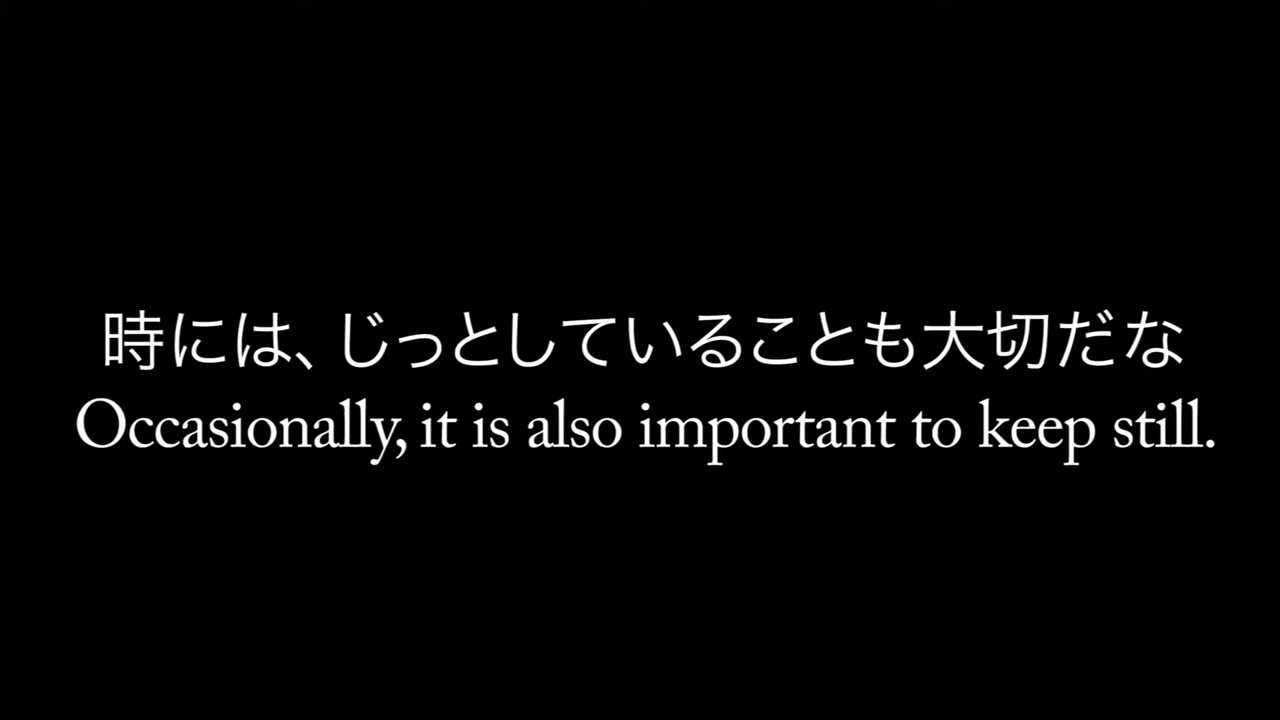 時には、じっとしていることも大切だな
Occasionally, it is also important to keep still.